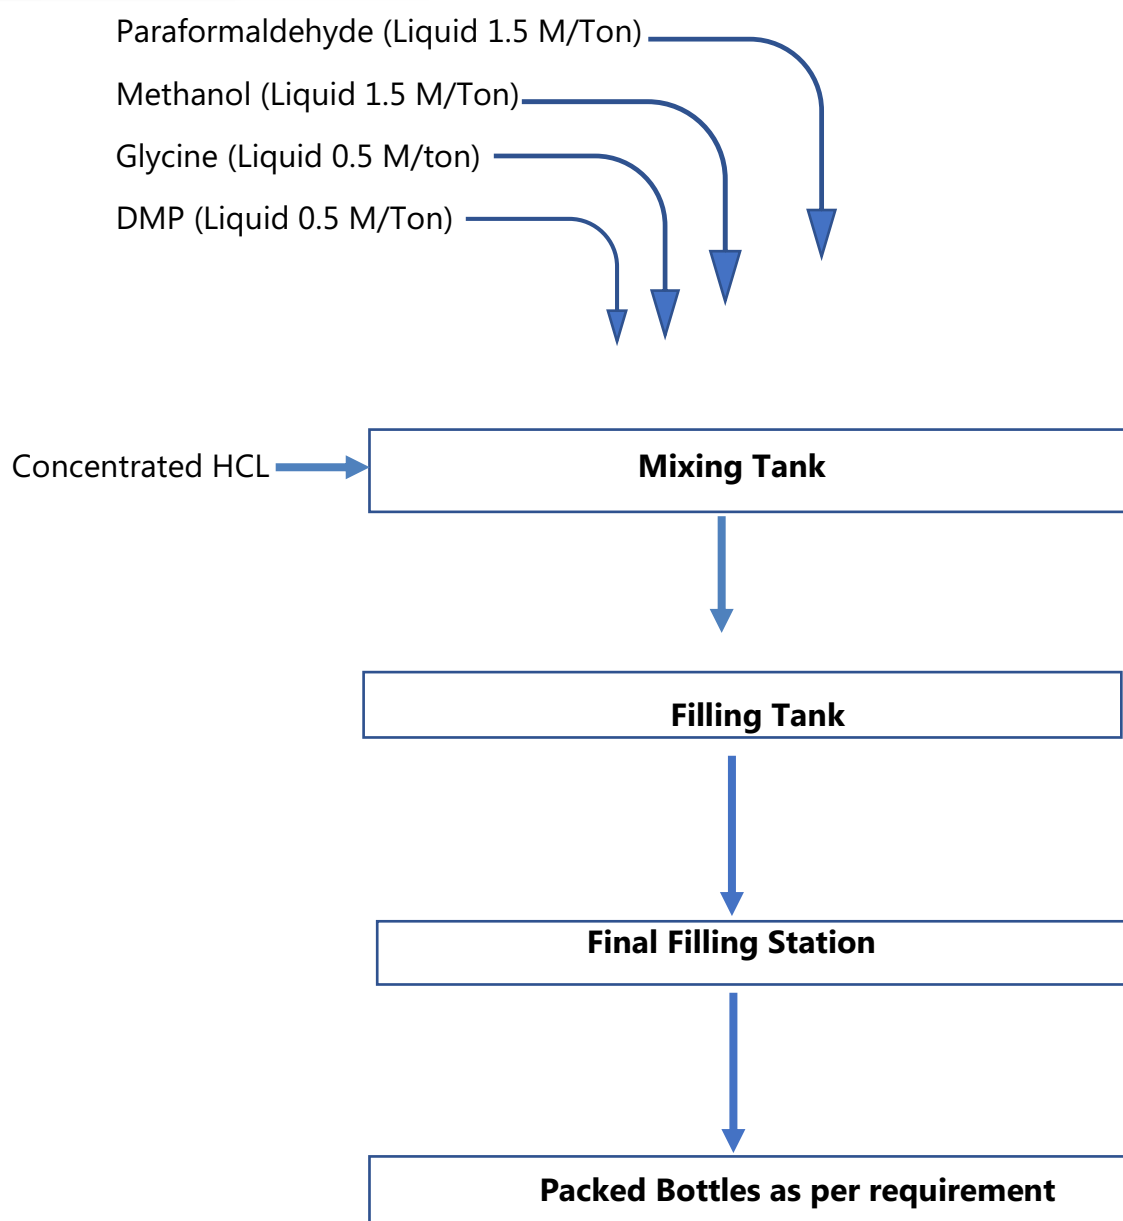 Paraformaldehyde (Liquid 1.5 M/Ton)
Methanol (Liquid 1.5 M/Ton)
Glycine (Liquid 0.5 M/ton)
DMP (Liquid 0.5 M/Ton)
Concentrated HCL
Mixing Tank
Filling Tank
Final Filling Station
Packed Bottles as per requirement